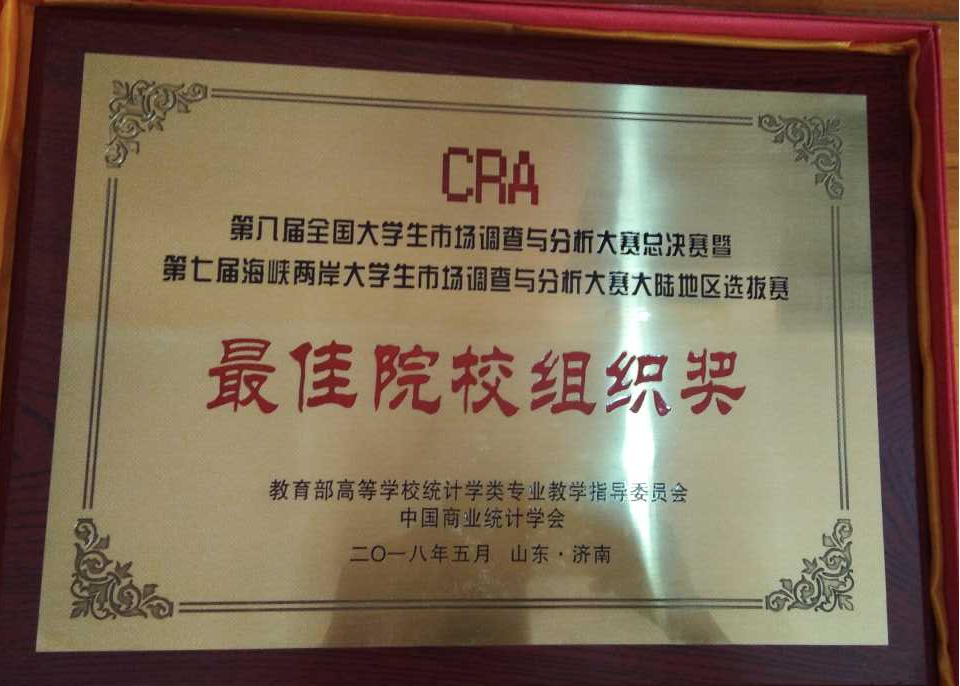 CRA
第八届全国大学生市场调查与分析大赛总决赛暨
第七届海峡两岸大学生市场调查与分析大赛大陆地区选拔赛
最佳院校组织奖
教育部高等学校统计学类专业教学指导委员会
中国商业统计学会
二〇一八年五月 山东·济南